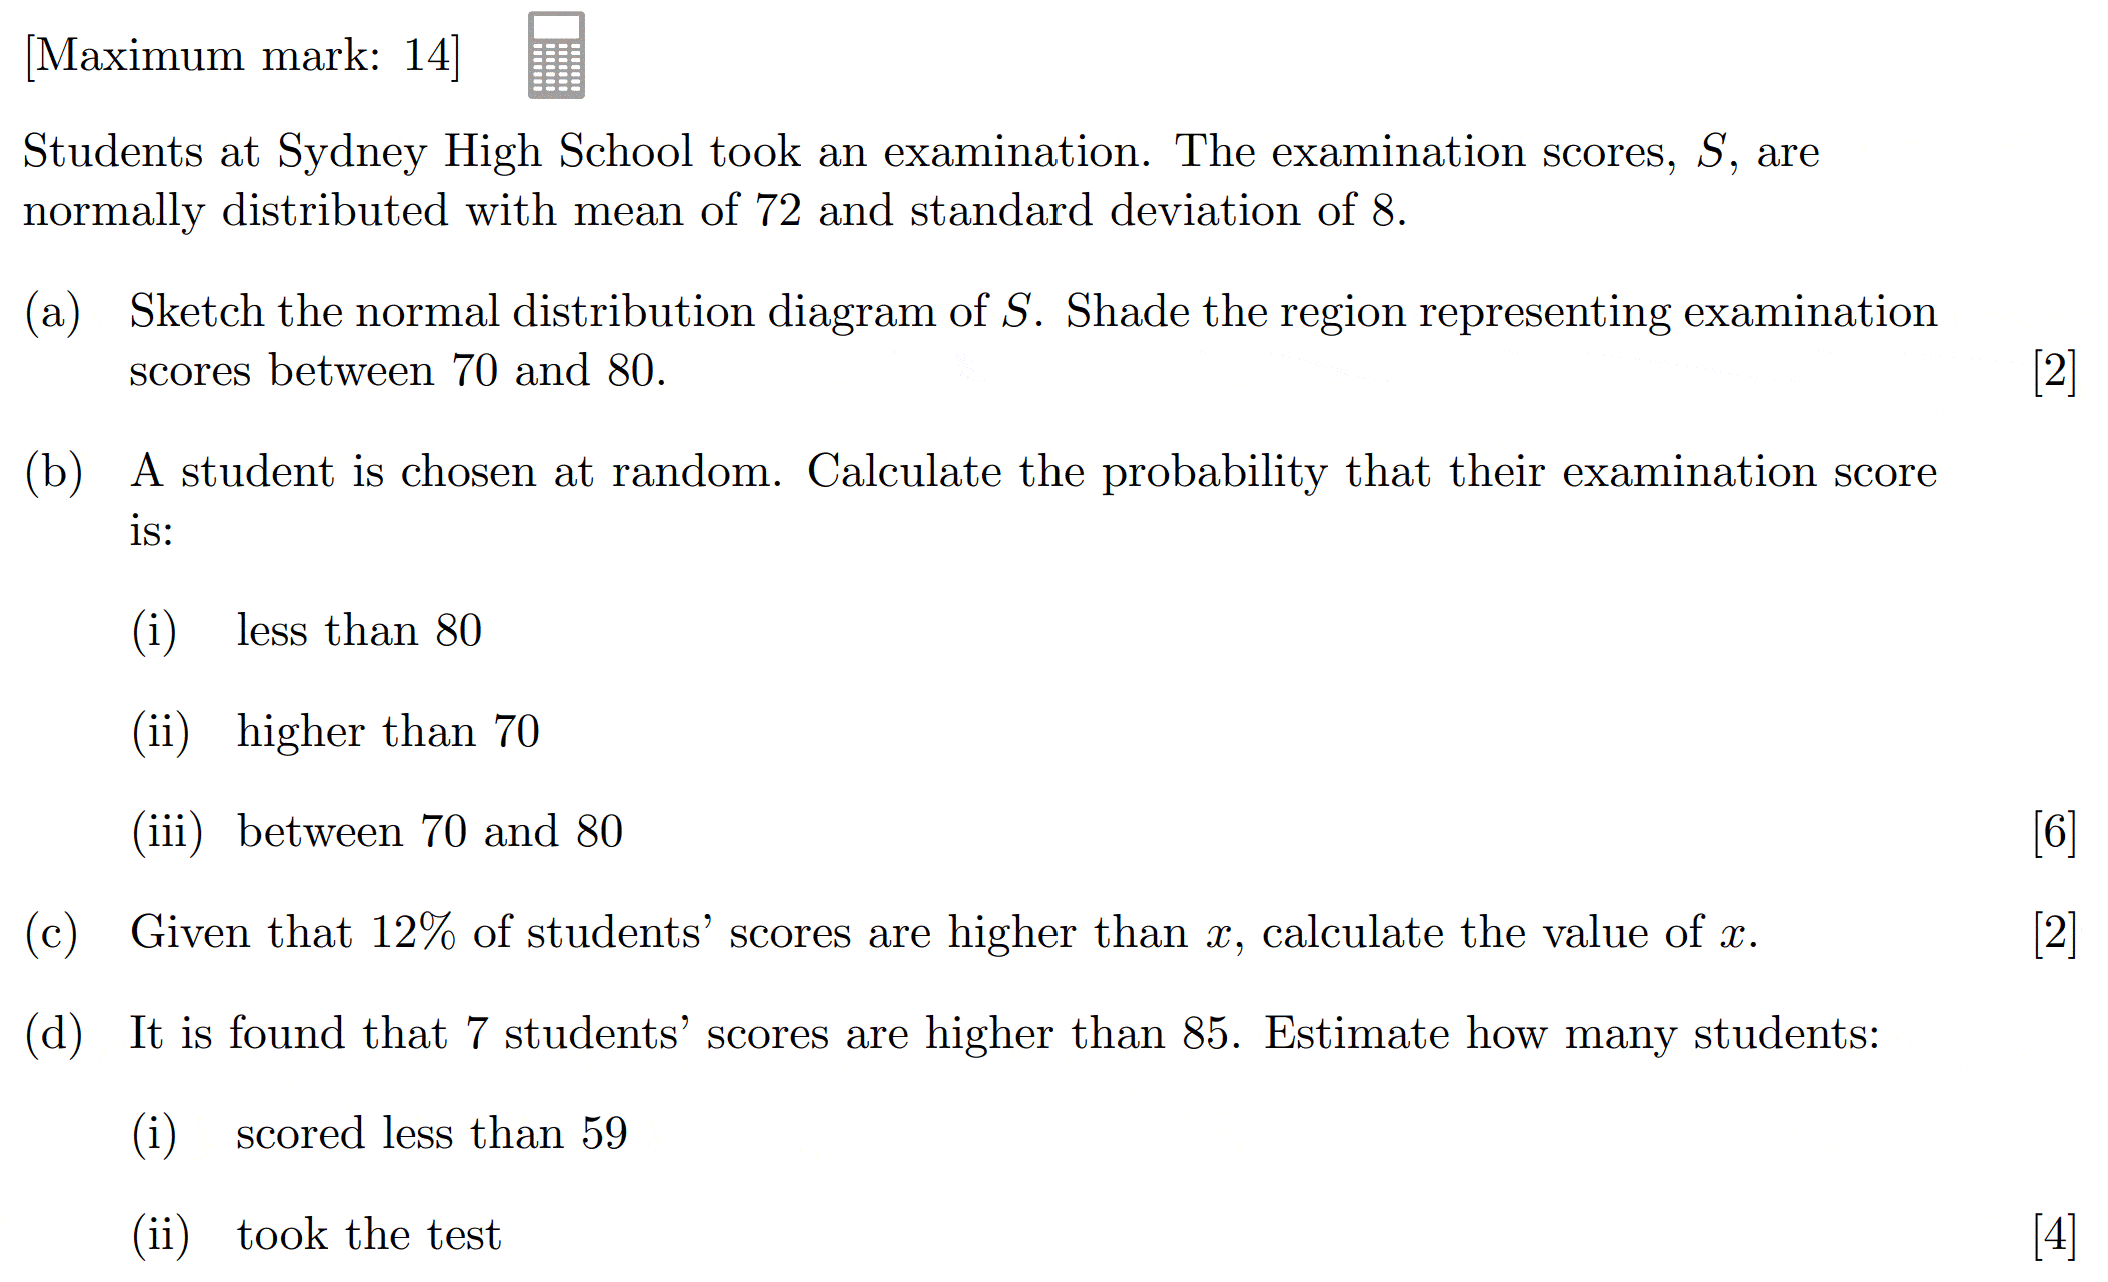 [Maximum mark: 14]
Students at Sydney High School took an examination. The examination scores, S, are
normally distributed with mean of 72 and standard deviation of 8.
(a) Sketch the normal distribution diagram of S. Shade the region representing examination
scores between 70 and 80. [2]
(b) A student is chosen at random. Calculate the probability that their examination score
is:
(i) less than 80
(ii) higher than 70
(iii) between 70 and 80 [6]
(c) Given that 12% of students’ scores are higher than x, calculate the value of x. [2]
(d) It is found that 7 students’ scores are higher than 85. Estimate how many students:
(i) scored less than 59
(ii) took the test [4]